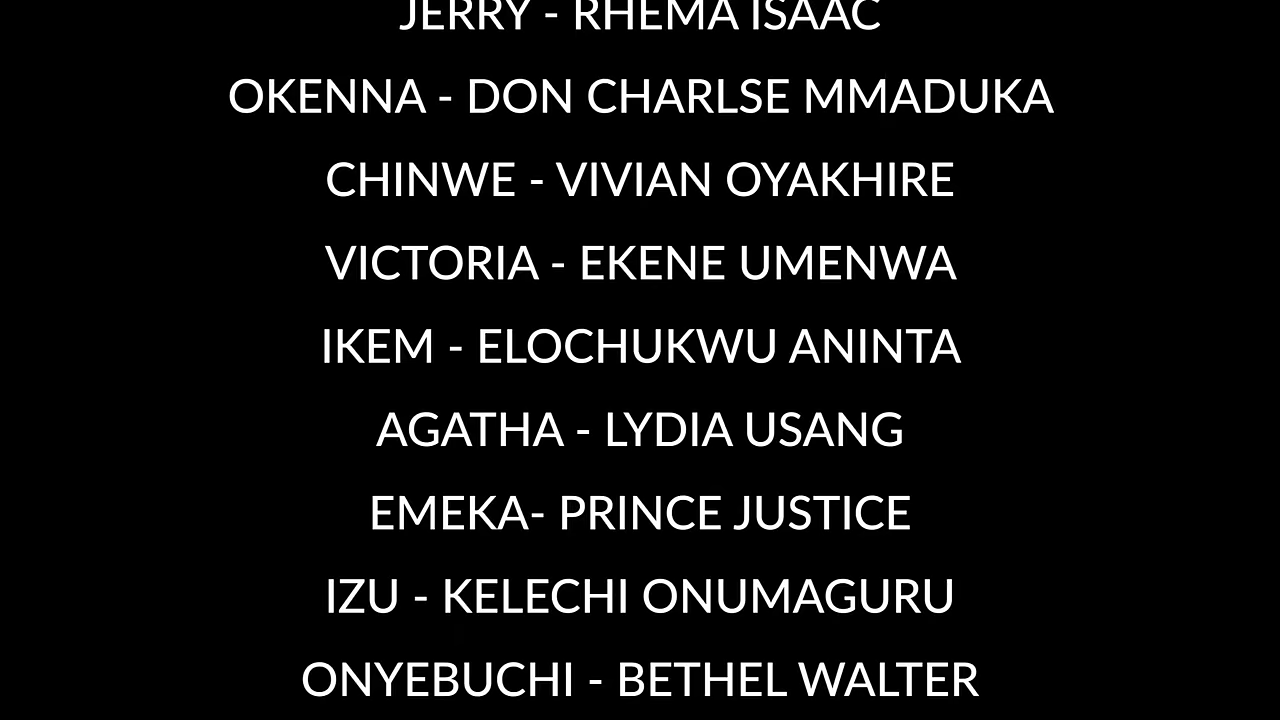 JERRY - RHEMA ISAAC
OKENNA - DON CHARLSE MMADUKA
CHINWE - VIVIAN OYAKHIRE
VICTORIA - EKENE UMENWA
IKEM - ELOCHUKWU ANINTA
AGATHA - LYDIA USANG
EMEKA- PRINCE JUSTICE
IZU - KELECHI ONUMAGURU
ONYEBUCHI - BETHEL WALTER